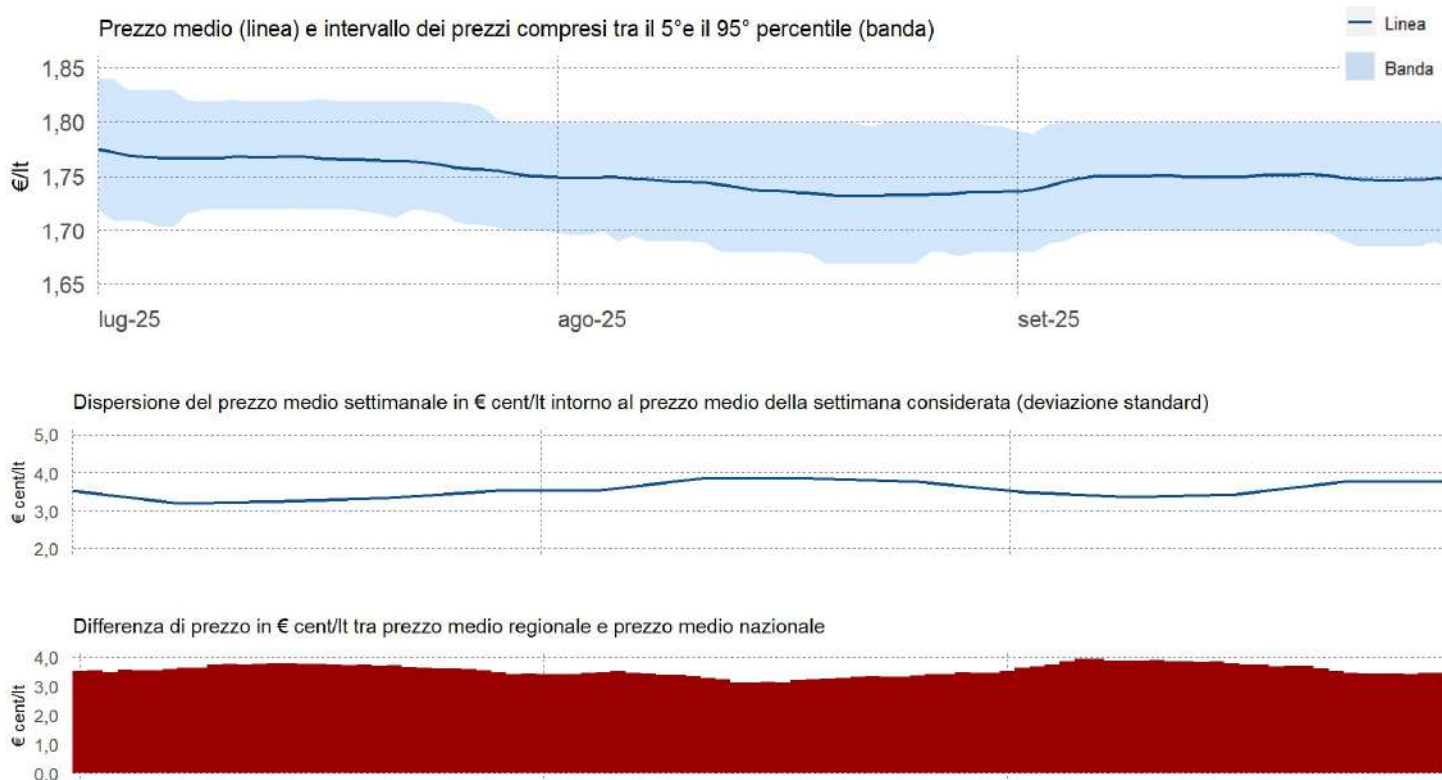 Prezzo medio (linea) e intervallo dei prezzi compresi tra il 5°e il 95° percentile (banda)
Linea
Banda
€/lt
1,85
1,80
1,75
1,70
1,65
lug-25
ago-25
set-25
Dispersione del prezzo medio settimanale in € cent/lt intorno al prezzo medio della settimana considerata (deviazione standard)
€ cent/lt
5,0
4,0
3,0
2,0
Differenza di prezzo in € cent/lt tra prezzo medio regionale e prezzo medio nazionale
€ cent/lt
4,0
3,0
2,0
1,0
0,0